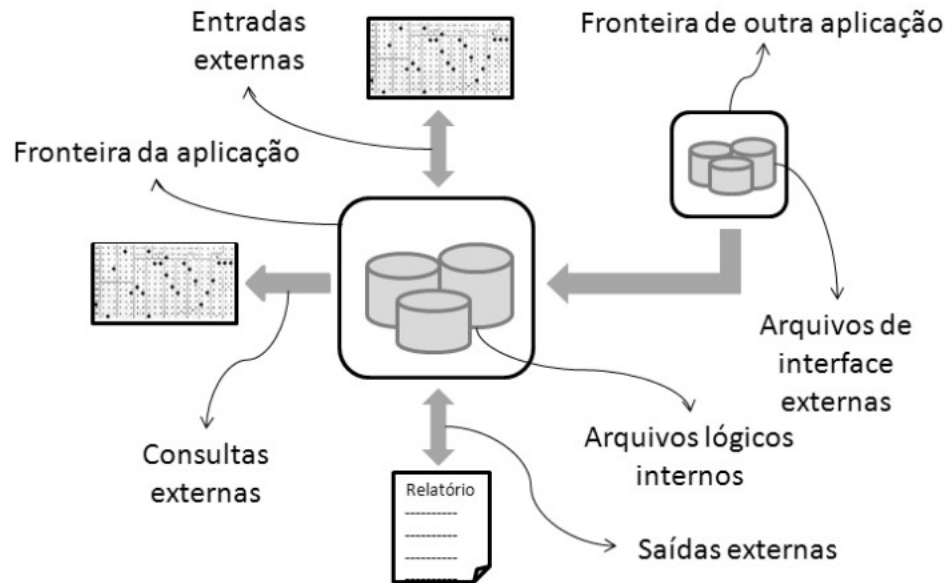 Entradas
externas
Fronteira de outra aplicação
Fronteira da aplicação
Arquivos de
interface
externas
Consultas
externas
Arquivos lógicos
internos
Relatório
----------
----------
----------
----------
Saídas externas